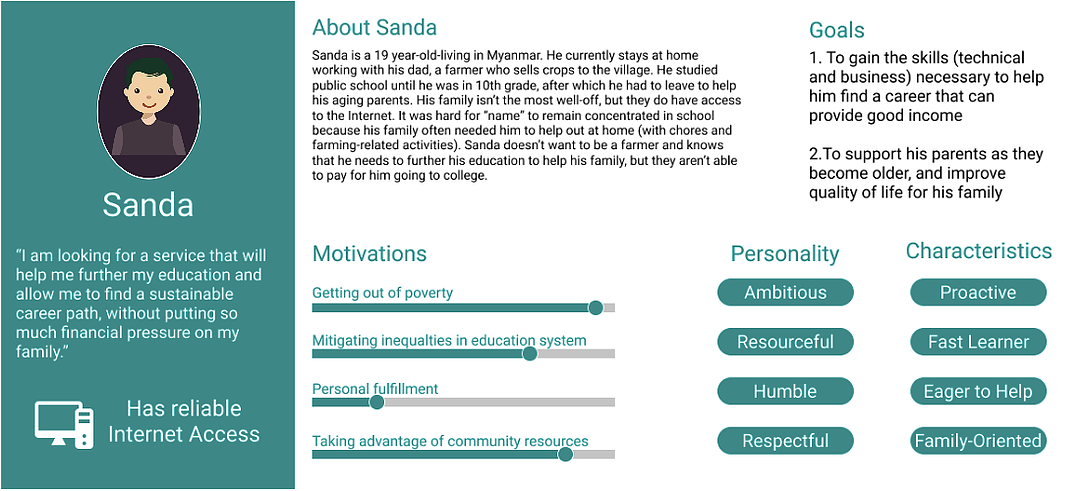 Sanda
“I am looking for a service that will
help me further my education and
allow me to find a sustainable
career path, without putting so
much financial pressure on my
family.”
Has reliable
Internet Access
About Sanda
Sanda is a 19 year-old-living in Myanmar. He currently stays at home
working with his dad, a farmer who sells crops to the village. He studied
public school until he was in 10th grade, after which he had to leave to help
his aging parents. His family isn’t the most well-off, but they do have access
to the Internet. It was hard for “name” to remain concentrated in school
because his family often needed him to help out at home (with chores and
farming-related activities). Sanda doesn’t want to be a farmer and knows
that he needs to further his education to help his family, but they aren’t able
to pay for him going to college.
Goals
1. To gain the skills (technical
and business) necessary to help
him find a career that can
provide good income
2.To support his parents as they
become older, and improve
quality of life for his family
Motivations
Getting out of poverty
Mitigating inequalties in education system
Personal fulfillment
Taking advantage of community resources
Personality
Ambitious
Resourceful
Humble
Respectful
Characteristics
Proactive
Fast Learner
Eager to Help
Family-Oriented